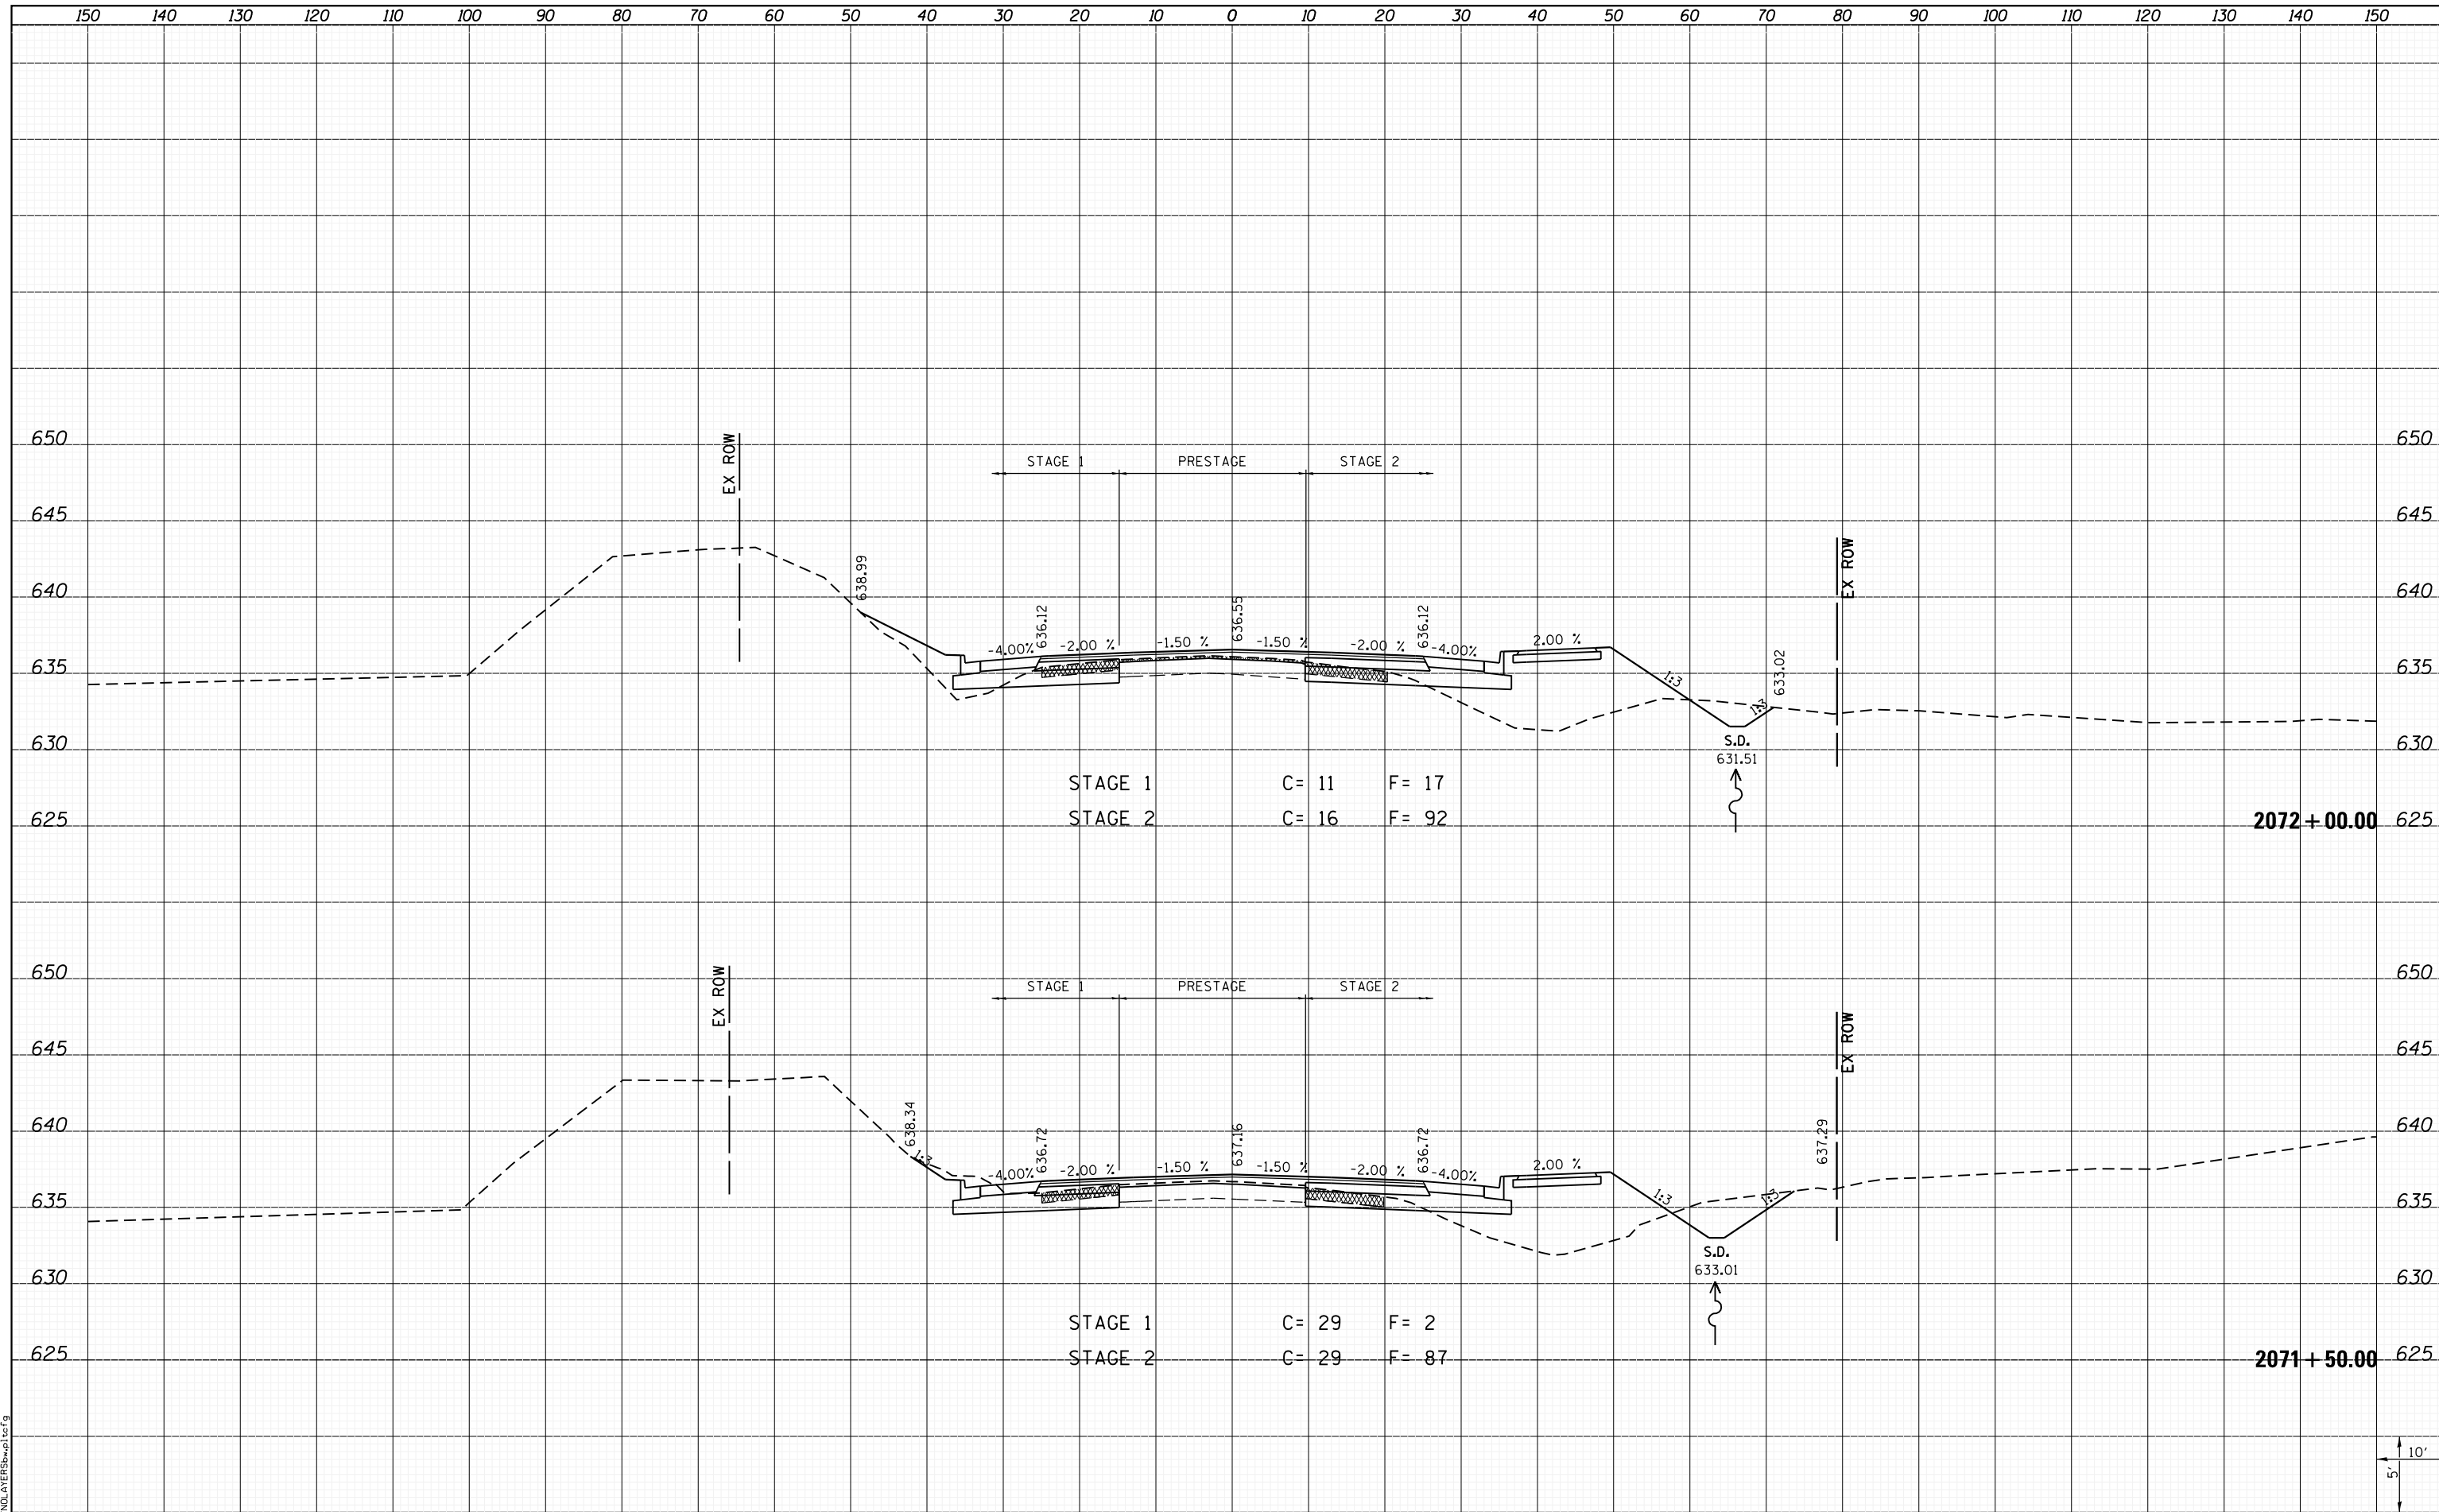 150 140 130 120 110 100 90 80 70 60 50 40 30 20 10 0 10 20 30 40 50 60 70 80 90 100 110 120 130 140 150
650 650
EX ROW
STAGE 1 PRESTAGE STAGE 2
645 645
EX ROW
638.99
640 640
636.12 636.55 636.12
-4.00% -2.00 % -1.50 % -1.50 % -2.00 % -4.00% 2.00 %
633.02
635 635
1:3 1:3
630 630
S.D.
631.51
STAGE 1 C= 11 F= 17
STAGE 2 C= 16 F= 92
625 2072+00.00 625
650 650
EX ROW
STAGE 1 PRESTAGE STAGE 2
645 645
EX ROW
638.34
640 640
637.29
636.72 637.16 636.72
1:3 -4.00% -2.00 % -1.50 % -1.50 % -2.00 % -4.00% 2.00 %
635 635
1:3 1:3
S.D.
633.01
630 630
STAGE 1 C= 29 F= 2
STAGE 2 C= 29 F= 87
625 2071+50.00 625
10'
5'
NOLAYERSbw.pltcfg